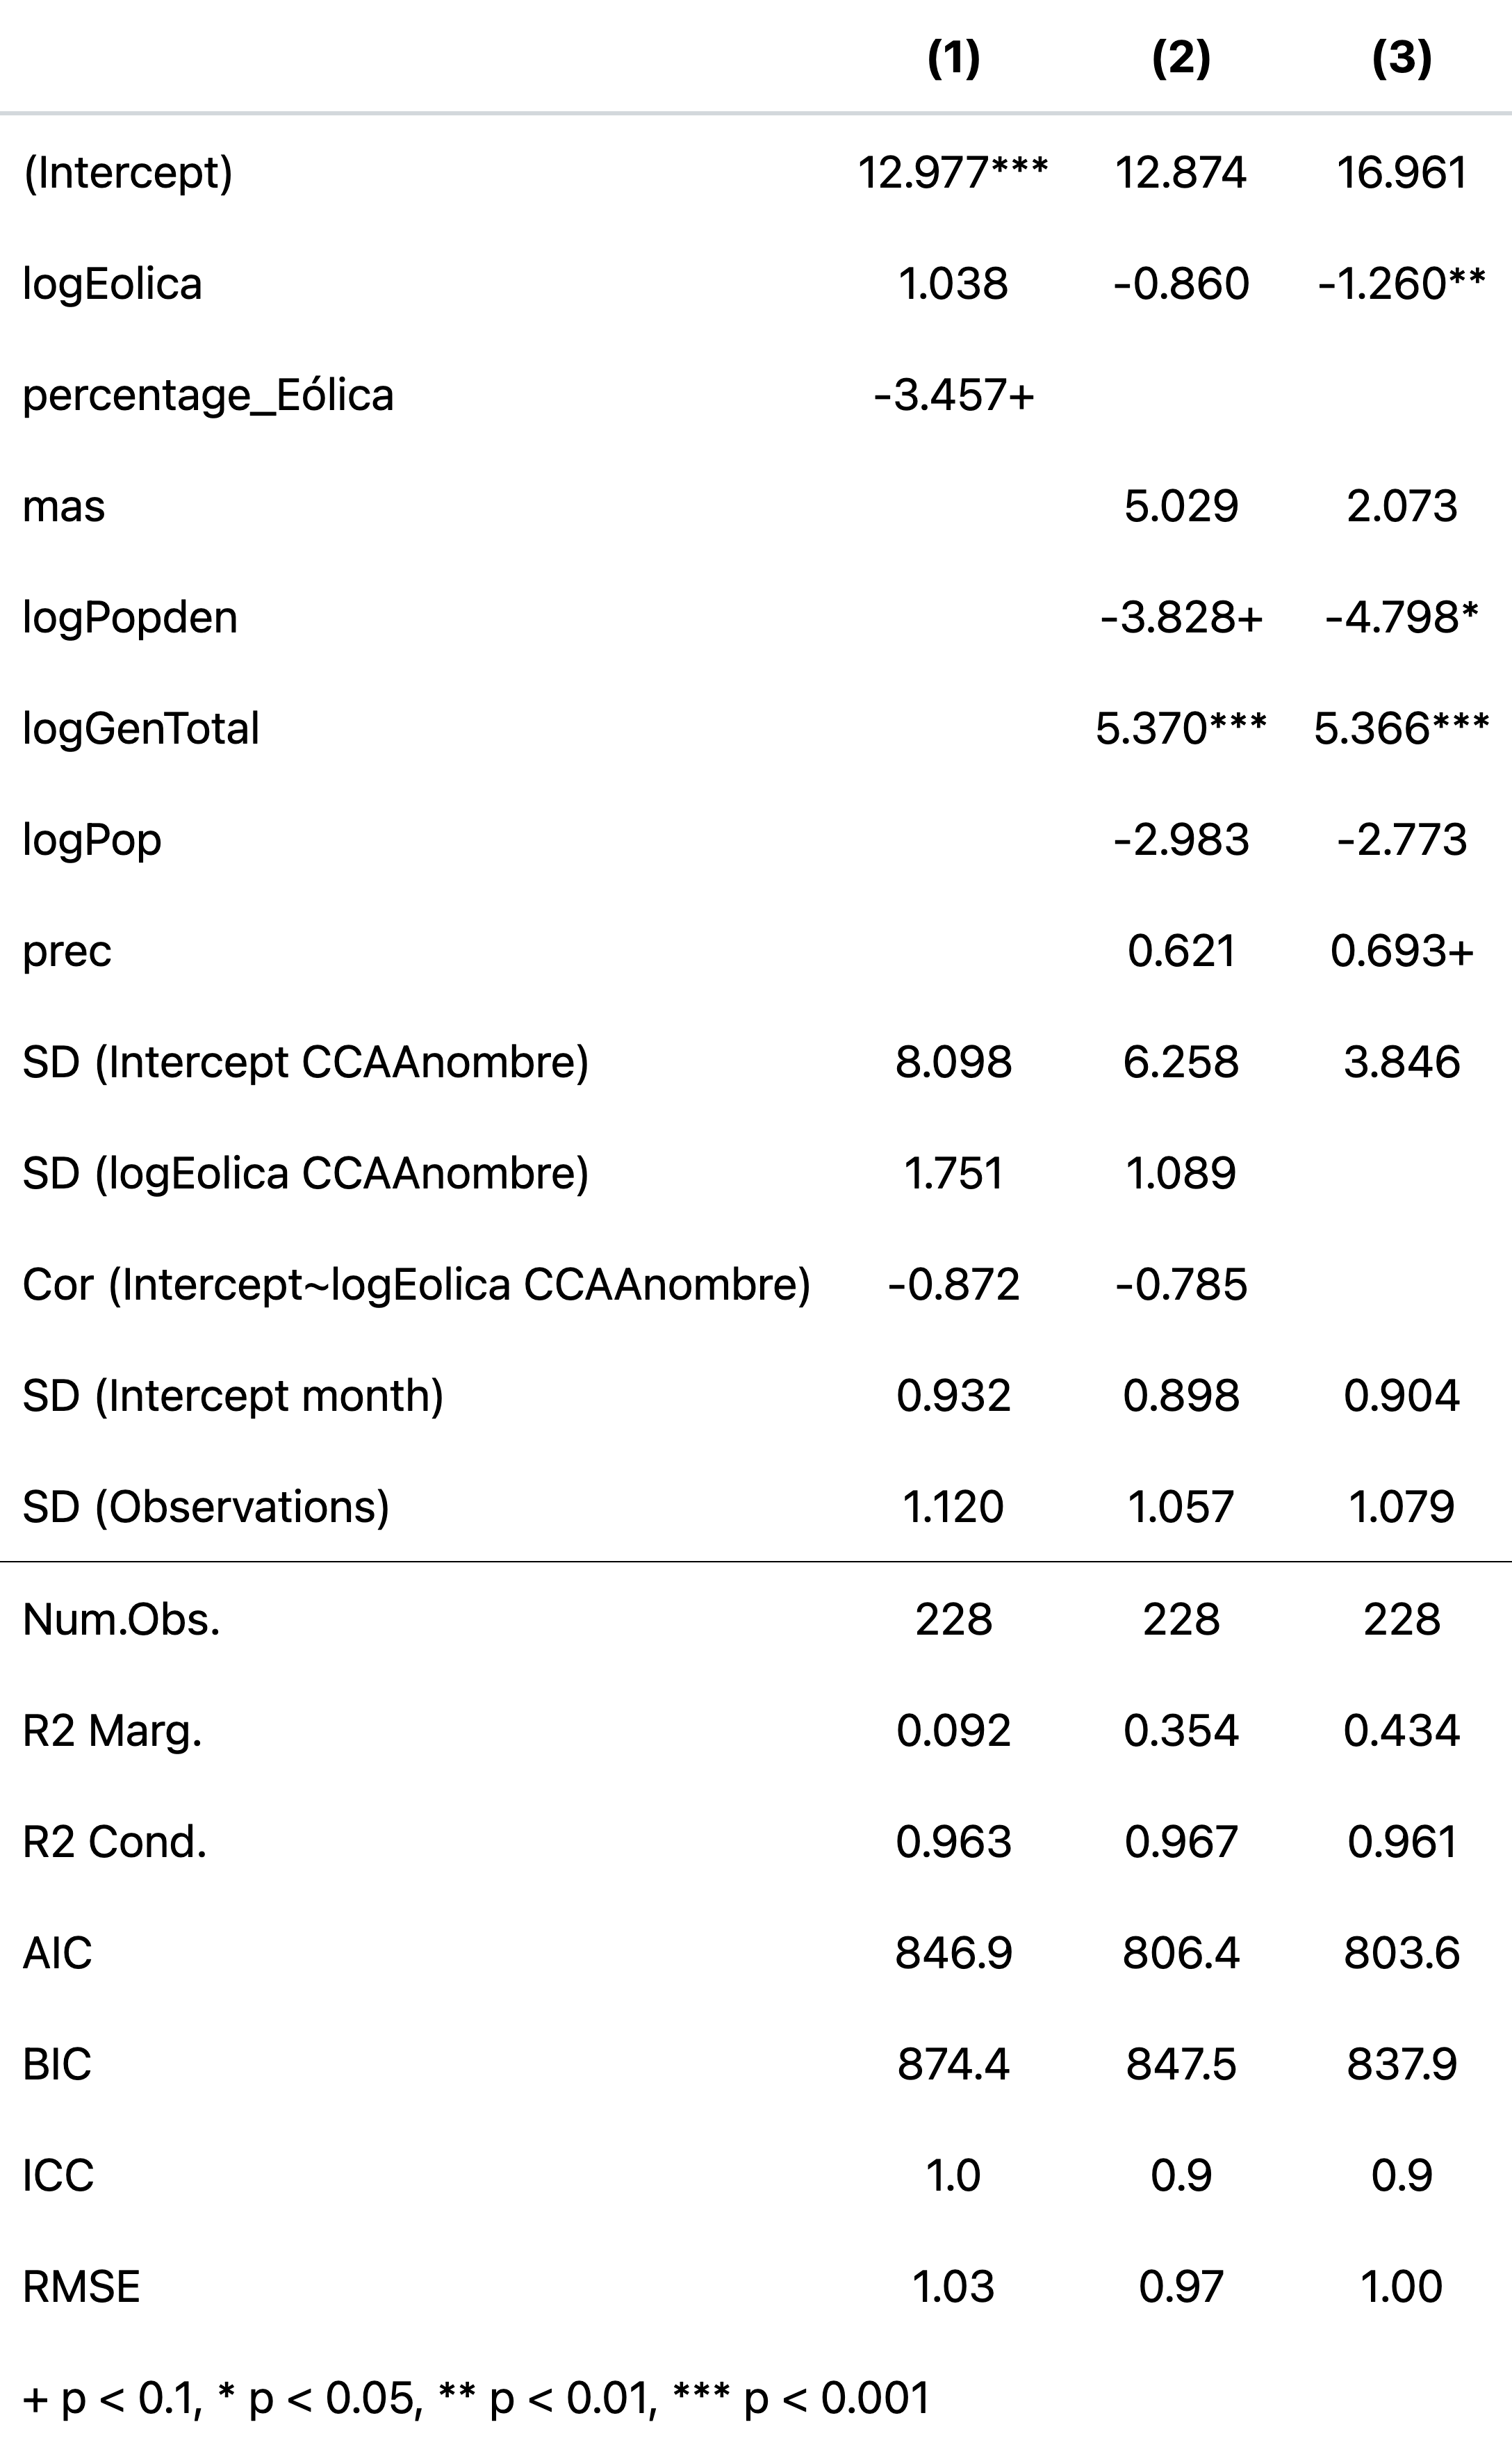 (1) (2) (3)
(Intercept) 12.977*** 12.874 16.961
logEolica 1.038 -0.860 -1.260**
percentage_Eólica -3.457+
mas 5.029 2.073
logPopden -3.828+ -4.798*
logGenTotal 5.370*** 5.366***
logPop -2.983 -2.773
prec 0.621 0.693+
SD (Intercept CCAAnombre) 8.098 6.258 3.846
SD (logEolica CCAAnombre) 1.751 1.089
Cor (Intercept~logEolica CCAAnombre) -0.872 -0.785
SD (Intercept month) 0.932 0.898 0.904
SD (Observations) 1.120 1.057 1.079
Num.Obs. 228 228 228
R2 Marg. 0.092 0.354 0.434
R2 Cond. 0.963 0.967 0.961
AIC 846.9 806.4 803.6
BIC 874.4 847.5 837.9
ICC 1.0 0.9 0.9
RMSE 1.03 0.97 1.00
+ p < 0.1, * p < 0.05, ** p < 0.01, *** p < 0.001